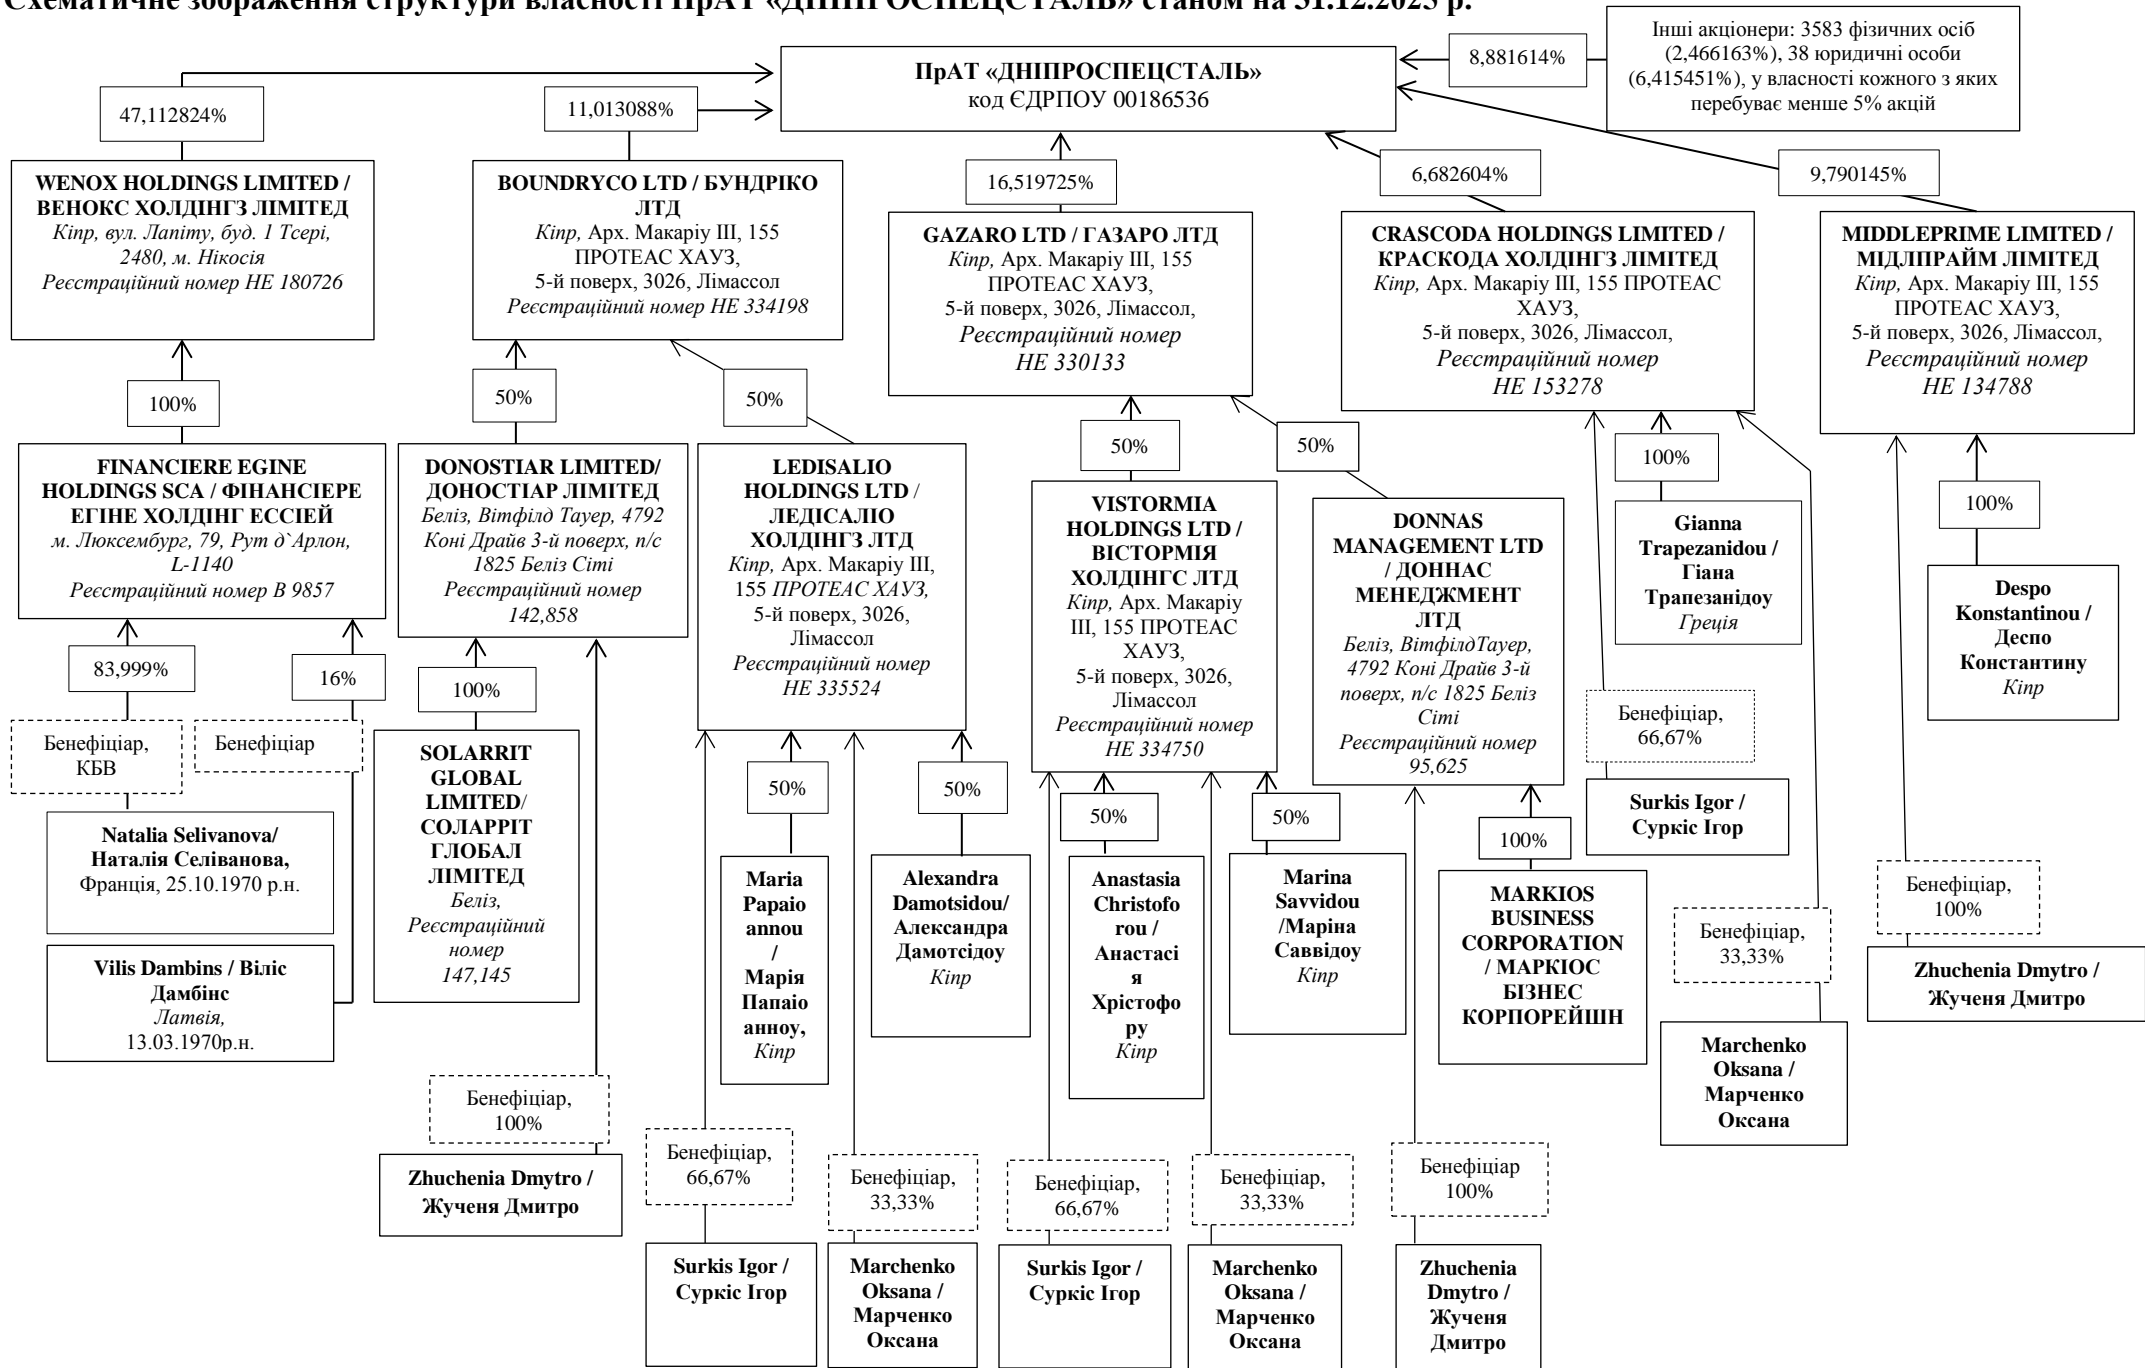 Схематичне зображення структури власності ПрАТ «ДНІПРОСПЕЦСТАЛЬ» станом на 31.12.2023 р.
ПрАТ «ДНІПРОСПЕЦСТАЛЬ»
код ЄДРПОУ 00186536
8,881614%
Інші акціонери: 3583 фізичних осіб
(2,466163%), 38 юридичні особи
(6,415451%), у власності кожного з яких
перебуває менше 5% акцій
47,112824%
11,013088%
16,519725%
6,682604%
9,790145%
WENOX HOLDINGS LIMITED /
ВЕНОКС ХОЛДІНГЗ ЛІМІТЕД
Кіпр, вул. Лапіту, буд. 1 Тсері,
2480, м. Нікосія
Реєстраційний номер НЕ 180726
BOUNDRYCO LTD / БУНДРІКО
ЛТД
Кіпр, Арх. Макаріу III, 155
ПРОТЕАС ХАУЗ,
5-й поверх, 3026, Лімассол
Реєстраційний номер НЕ 334198
GAZARO LTD / ГАЗАРО ЛТД
Кіпр, Арх. Макаріу III, 155
ПРОТЕАС ХАУЗ,
5-й поверх, 3026, Лімассол,
Реєстраційний номер
НЕ 330133
CRASCODA HOLDINGS LIMITED /
КРАСКОДА ХОЛДІНГЗ ЛІМІТЕД
Кіпр, Арх. Макаріу III, 155 ПРОТЕАС
ХАУЗ,
5-й поверх, 3026, Лімассол,
Реєстраційний номер
НЕ 153278
MIDDLEPRIME LIMITED /
МІДЛПРАЙМ ЛІМІТЕД
Кіпр, Арх. Макаріу III, 155
ПРОТЕАС ХАУЗ,
5-й поверх, 3026, Лімассол,
Реєстраційний номер
НЕ 134788
100%
50%
50%
50%
50%
100%
100%
FINANCIERE EGINE
HOLDINGS SCA / ФІНАНСІЕРЕ
ЕГІНЕ ХОЛДІНГ ЕССІЕЙ
м. Люксембург, 79, Рут д`Арлон,
L-1140
Реєстраційний номер В 9857
DONOSTIAR LIMITED/
ДОНОСТІАР ЛІМІТЕД
Беліз, Вітфілд Тауер, 4792
Коні Драйв 3-й поверх, п/с
1825 Беліз Сіті
Реєстраційний номер
142,858
LEDISALIO
HOLDINGS LTD /
ЛЕДІСАЛІО
ХОЛДІНГЗ ЛТД
Кіпр, Арх. Макаріу III,
155 ПРОТЕАС ХАУЗ,
5-й поверх, 3026,
Лімассол
Реєстраційний номер
НЕ 335524
VISTORMIA
HOLDINGS LTD /
ВІСТОРМІЯ
ХОЛДІНГС ЛТД
Кіпр, Арх. Макаріу
III, 155 ПРОТЕАС
ХАУЗ,
5-й поверх, 3026,
Лімассол
Реєстраційний номер
НЕ 334750
DONNAS
MANAGEMENT LTD
/ ДОННАС
МЕНЕДЖМЕНТ
ЛТД
Беліз, ВітфілдТауер,
4792 Коні Драйв 3-й
поверх, п/с 1825 Беліз
Сіті
Реєстраційний номер
95,625
Gianna
Trapezanidou /
Гіана
Трапезанідоу
Греція
Despo
Konstantinou /
Деспо
Константину
Кіпр
83,999%
16%
100%
Бенефіціар,
КБВ
Бенефіціар
Natalia Selivanova/
Наталія Селіванова,
Франція, 25.10.1970 р.н.
Vilis Dambins / Віліс
Дамбінс
Латвія,
13.03.1970р.н.
SOLARRIT
GLOBAL
LIMITED/
СОЛАРРІТ
ГЛОБАЛ
ЛІМІТЕД
Беліз,
Реєстраційний
номер
147,145
50%
50%
50%
50%
100%
Maria
Papaio
annou
/
Марія
Папаіо
анноу,
Кіпр
Alexandra
Damotsidou/
Александра
Дамотсідоу
Кіпр
Anastasia
Christofo
rou /
Анастасі
я
Хрістофо
ру
Кіпр
Marina
Savvidou
/Маріна
Саввідоу
Кіпр
MARKIOS
BUSINESS
CORPORATION
/ МАРКІОС
БІЗНЕС
КОРПОРЕЙШН
Бенефіціар,
66,67%
Surkis Igor /
Суркіс Ігор
Бенефіціар,
33,33%
Marchenko
Oksana /
Марченко
Оксана
Бенефіціар,
100%
Zhuchenia Dmytro /
Жученя Дмитро
Бенефіціар,
100%
Zhuchenia Dmytro /
Жученя Дмитро
Бенефіціар,
66,67%
Surkis Igor /
Суркіс Ігор
Бенефіціар,
33,33%
Marchenko
Oksana /
Марченко
Оксана
Бенефіціар,
66,67%
Surkis Igor /
Суркіс Ігор
Бенефіціар,
33,33%
Marchenko
Oksana /
Марченко
Оксана
Бенефіціар
100%
Zhuchenia
Dmytro /
Жученя
Дмитро